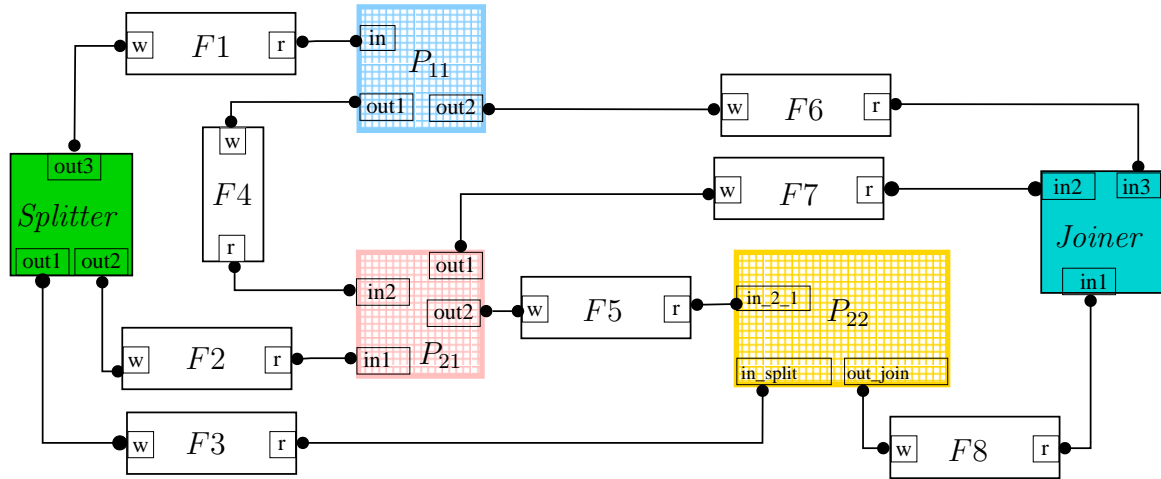 w F1 r
in
P11
out1 out2
w F6 r
out3
Splitter
out1 out2
w
F4
r
w F7 r
in2 in3
Joiner
in1
out1
in2
out2
in1 P21
w F5 r
in_2_1
P22
in_split out_join
w F2 r
w F3 r
w F8 r